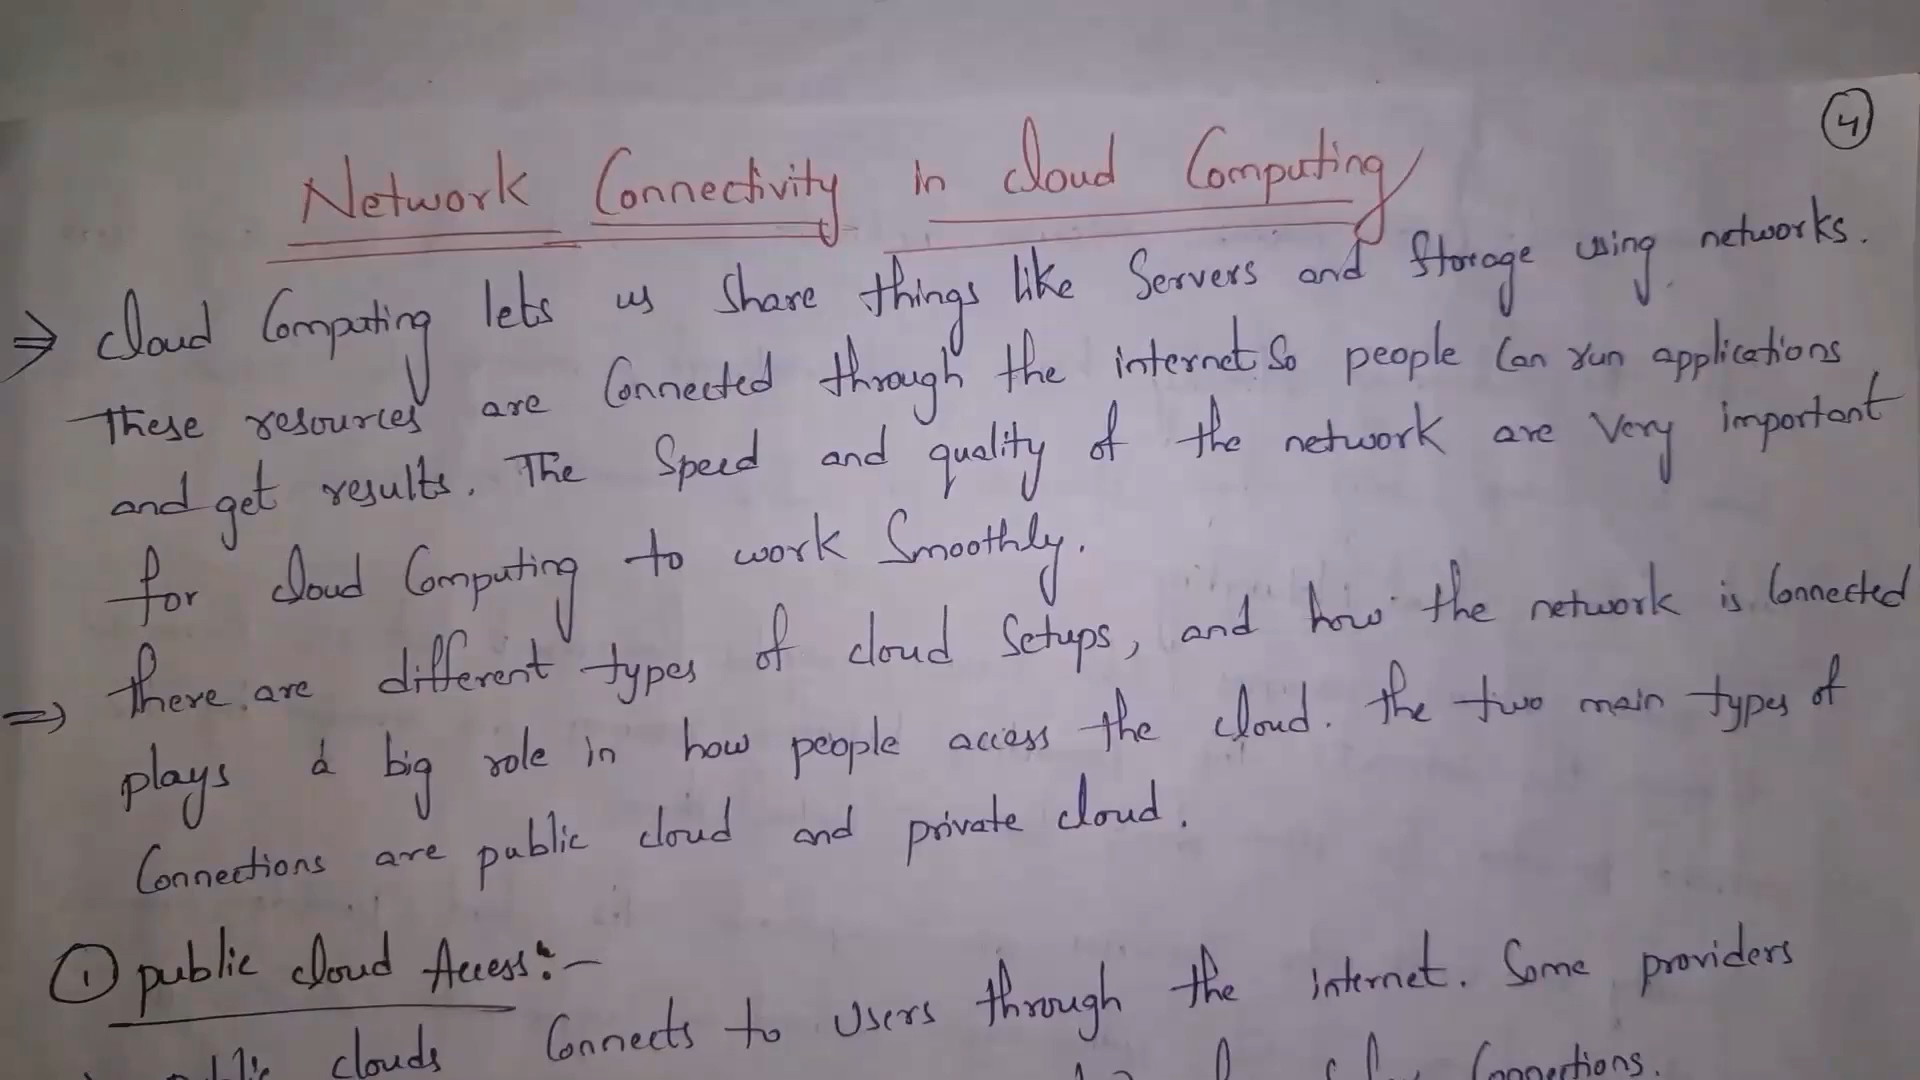 4
Network Connectivity in cloud Computing
⇒ cloud Computing lets us share things like Servers and Storage using networks.
These resources are Connected through the internet. So people Can run applications
and get results. The Speed and quality of the network are Very important
for cloud Computing to work Smoothly.
⇒ there are different types of cloud Setups, and how the network is Connected
plays a big role in how people access the cloud. the two main types of
Connections are public cloud and private cloud.
① public cloud Access:-
clouds Connects to users through the internet. Some providers
Connections.